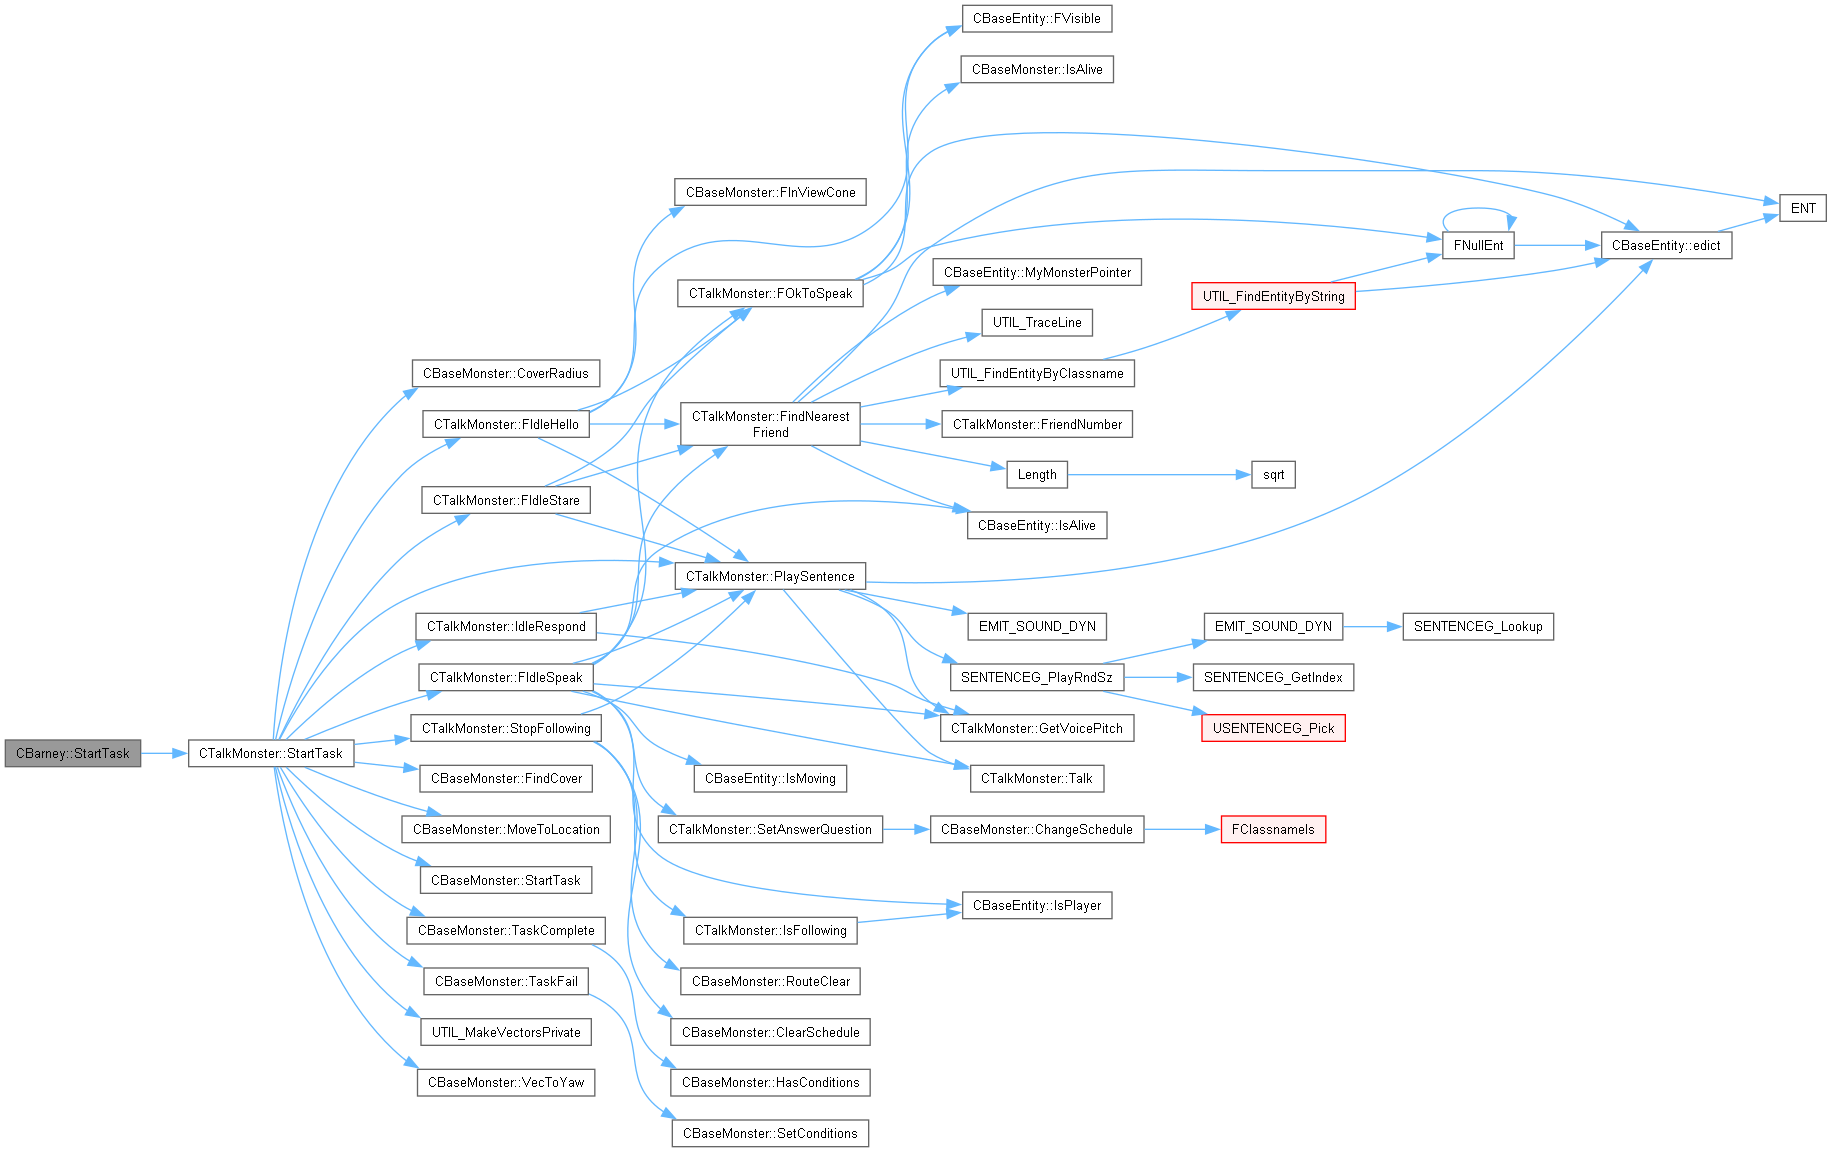 CBaseEntity::FVisible
CBaseMonster::IsAlive
CBaseMonster::FInViewCone
ENT
FNullEnt
CBaseEntity::edict
CBaseEntity::MyMonsterPointer
CTalkMonster::FOkToSpeak
UTIL_FindEntityByString
UTIL_TraceLine
CBaseMonster::CoverRadius
UTIL_FindEntityByClassname
CTalkMonster::FIdleHello
CTalkMonster::FindNearest
Friend
CTalkMonster::FriendNumber
Length
sqrt
CTalkMonster::FIdleStare
CBaseEntity::IsAlive
CTalkMonster::PlaySentence
CTalkMonster::IdleRespond
EMIT_SOUND_DYN
EMIT_SOUND_DYN
SENTENCEG_Lookup
CTalkMonster::FIdleSpeak
SENTENCEG_PlayRndSz
SENTENCEG_GetIndex
CTalkMonster::StopFollowing
CTalkMonster::GetVoicePitch
USENTENCEG_Pick
CBarney::StartTask
CTalkMonster::StartTask
CBaseMonster::FindCover
CBaseEntity::IsMoving
CTalkMonster::Talk
CBaseMonster::MoveToLocation
CTalkMonster::SetAnswerQuestion
CBaseMonster::ChangeSchedule
FClassnameIs
CBaseMonster::StartTask
CBaseEntity::IsPlayer
CBaseMonster::TaskComplete
CTalkMonster::IsFollowing
CBaseMonster::TaskFail
CBaseMonster::RouteClear
UTIL_MakeVectorsPrivate
CBaseMonster::ClearSchedule
CBaseMonster::VecToYaw
CBaseMonster::HasConditions
CBaseMonster::SetConditions